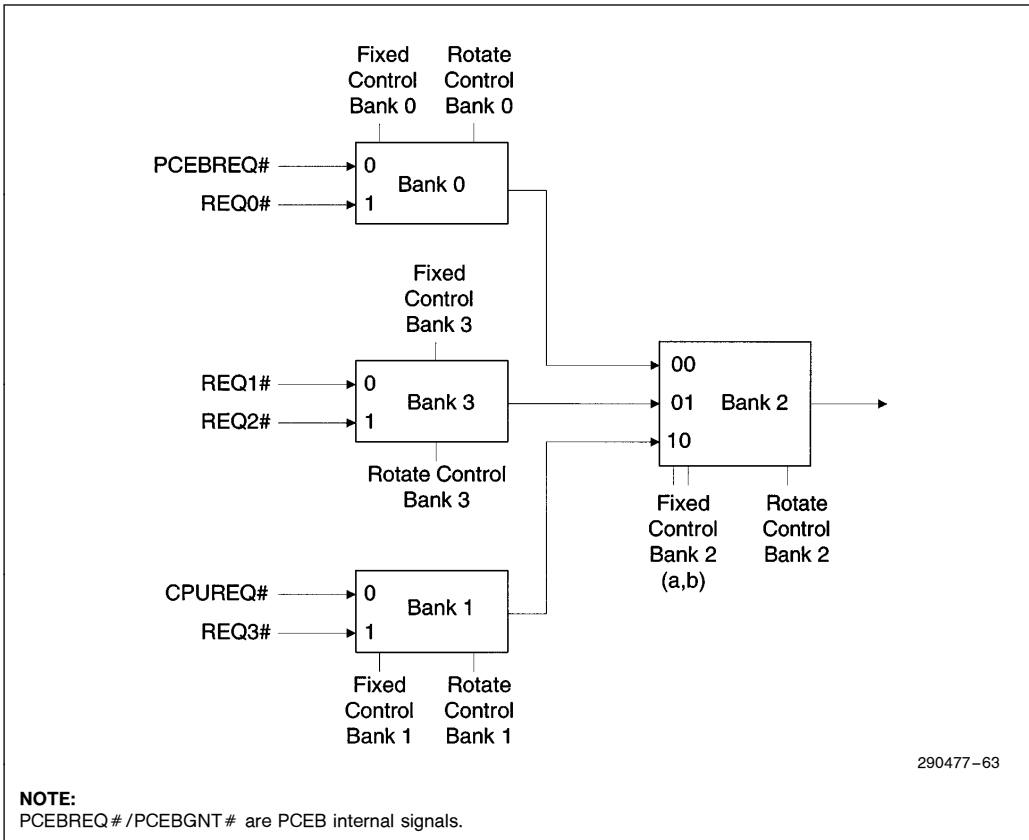 Fixed
Control
Bank 0
Rotate
Control
Bank 0
PCEBREQ#
0
Bank 0
REQ0#
1
Fixed
Control
Bank 3
REQ1#
0
Bank 3
REQ2#
1
Rotate Control
Bank 3
00
01
Bank 2
10
Fixed
Control
Bank 2
(a,b)
Rotate
Control
Bank 2
CPUREQ#
0
Bank 1
REQ3#
1
Fixed
Control
Bank 1
Rotate
Control
Bank 1
290477–63
NOTE:
PCEBREQ#/PCEBGNT# are PCEB internal signals.